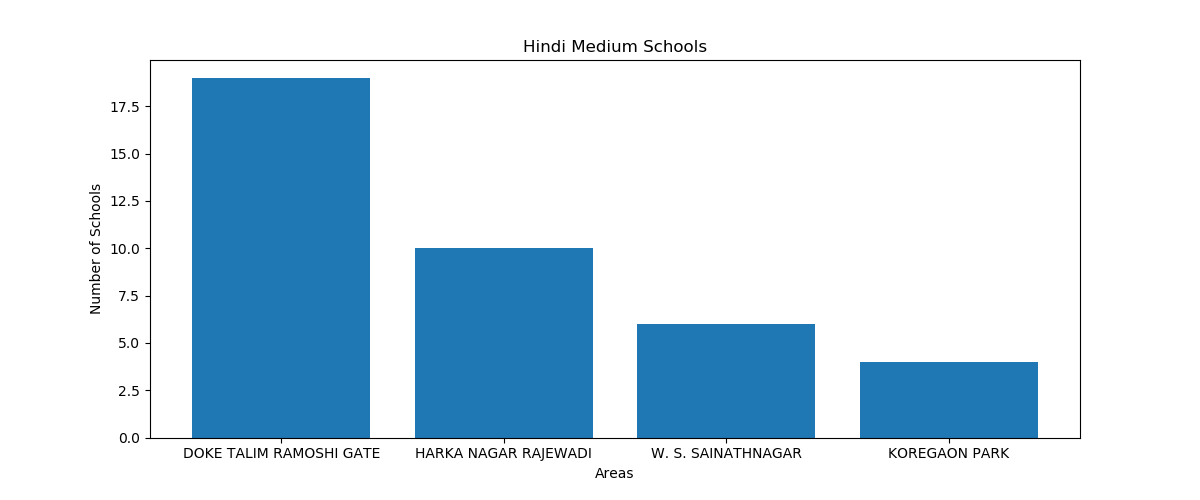 Hindi Medium Schools
Number of Schools
17.5
15.0
12.5
10.0
7.5
5.0
2.5
0.0
DOKE TALIM RAMOSHI GATE
HARKA NAGAR RAJEWADI
W. S. SAINATHNAGAR
KOREGAON PARK
Areas